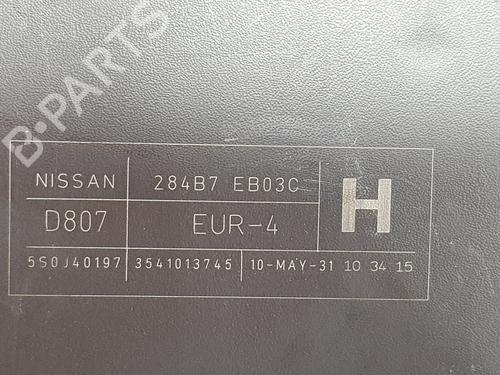 B-PARTS
NISSAN 284B7 EB03C H
D807 EUR-4
5S0J40197 3541013745 10-MAY-31 10 34 15